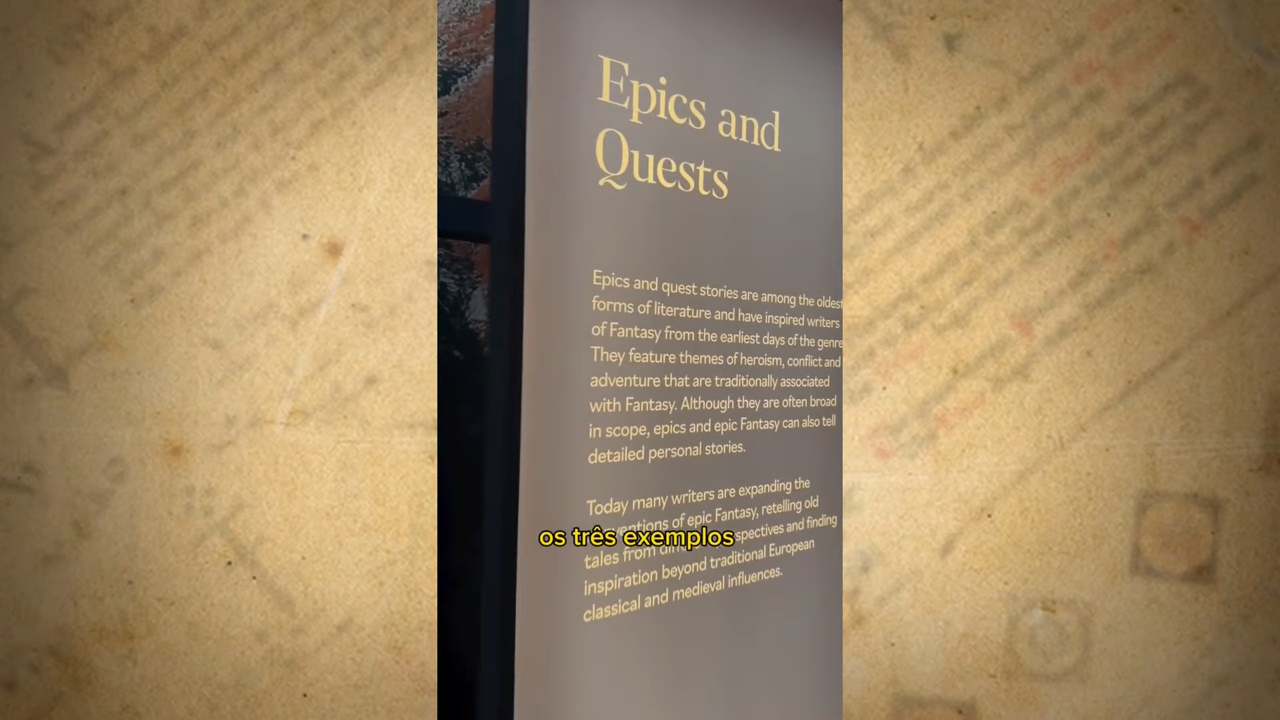 Epics and
Quests
Epics and quest stories are among the oldest
forms of literature and have inspired writers
of Fantasy from the earliest days of the genre
They feature themes of heroism, conflict and
adventure that are traditionally associated
with Fantasy. Although they are often broad
in scope, epics and epic Fantasy can also tell
detailed personal stories.
Today many writers are expanding the
of epic Fantasy, retelling old
os três exemplos
tales from and finding
inspiration beyond traditional European
classical and medieval influences.